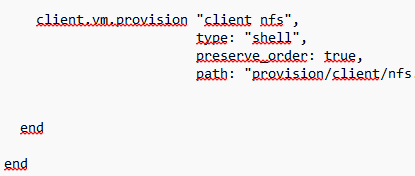 client.vm.provision "client nfs",
type: "shell",
preserve_order: true,
path: "provision/client/nfs
end
end